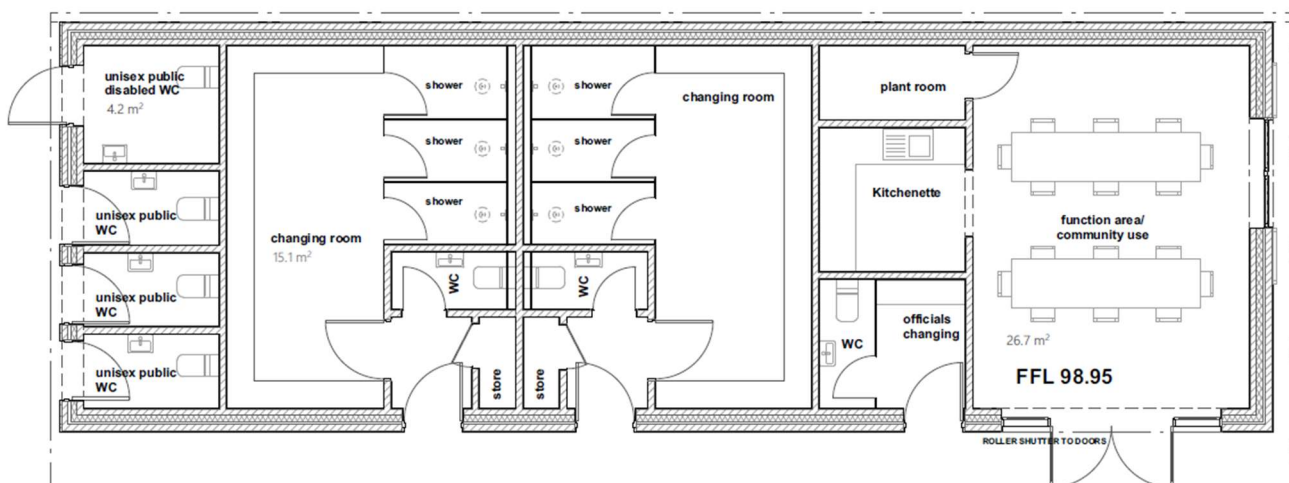 unisex public
disabled WC
4.2 m²
unisex public
WC
unisex public
WC
unisex public
WC
changing room
15.1 m²
shower
shower
shower
WC
store
shower
shower
shower
WC
store
changing room
plant room
Kitchenette
WC
officials
changing
function area/
community use
26.7 m²
FFL 98.95
ROLLER SHUTTER TO DOORS